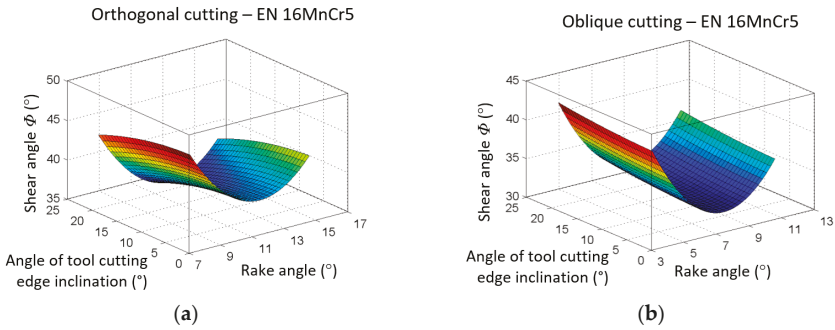 Orthogonal cutting – EN 16MnCr5
50
45
40
35
Shear angle Φ (°)
25
20
15
10
5
0
Angle of tool cutting
edge inclination (°)
7
9
11
13
15
17
Rake angle (°)
(a)
Oblique cutting – EN 16MnCr5
45
40
35
30
Shear angle Φ (°)
25
20
15
10
5
0
Angle of tool cutting
edge inclination (°)
3
5
7
9
11
13
Rake angle (°)
(b)